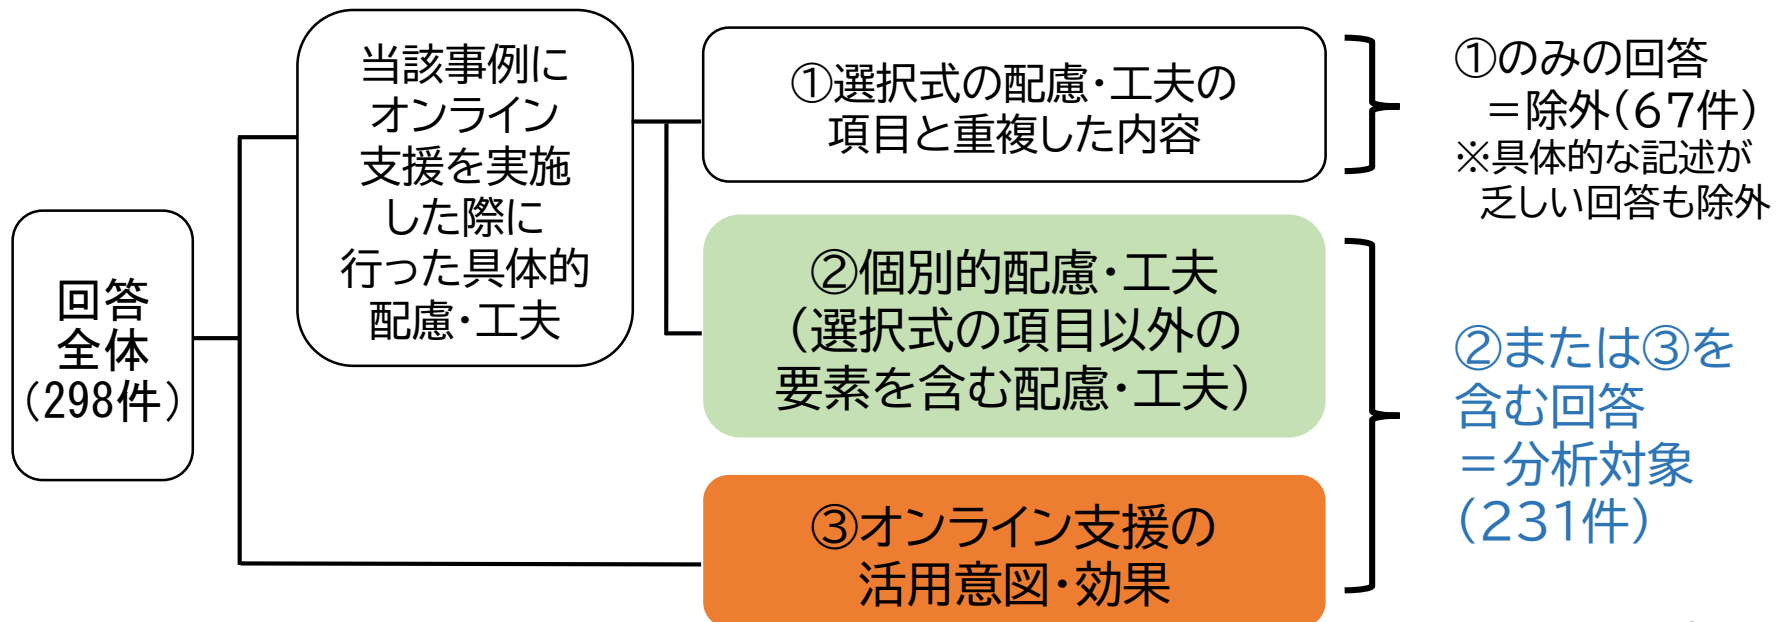 回答
全体
(298件)
当該事例に
オンライン
支援を実施
した際に
行った具体的
配慮・工夫
①選択式の配慮・工夫の
項目と重複した内容
②個別的配慮・工夫
(選択式の項目以外の
要素を含む配慮・工夫)
③オンライン支援の
活用意図・効果
①のみの回答
＝除外(67件)
※具体的な記述が
乏しい回答も除外
②または③を
含む回答
＝分析対象
(231件)